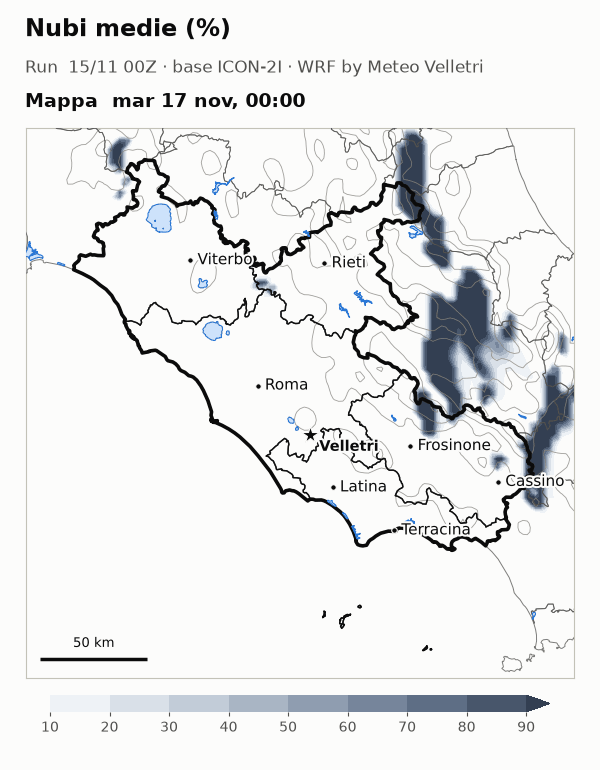 Nubi medie (%)
Run 15/11 00Z · base ICON-2I · WRF by Meteo Velletri
Mappa mar 17 nov, 00:00
Viterbo
Rieti
Roma
Velletri
Frosinone
Latina
Cassino
Terracina
50 km
10 20 30 40 50 60 70 80 90